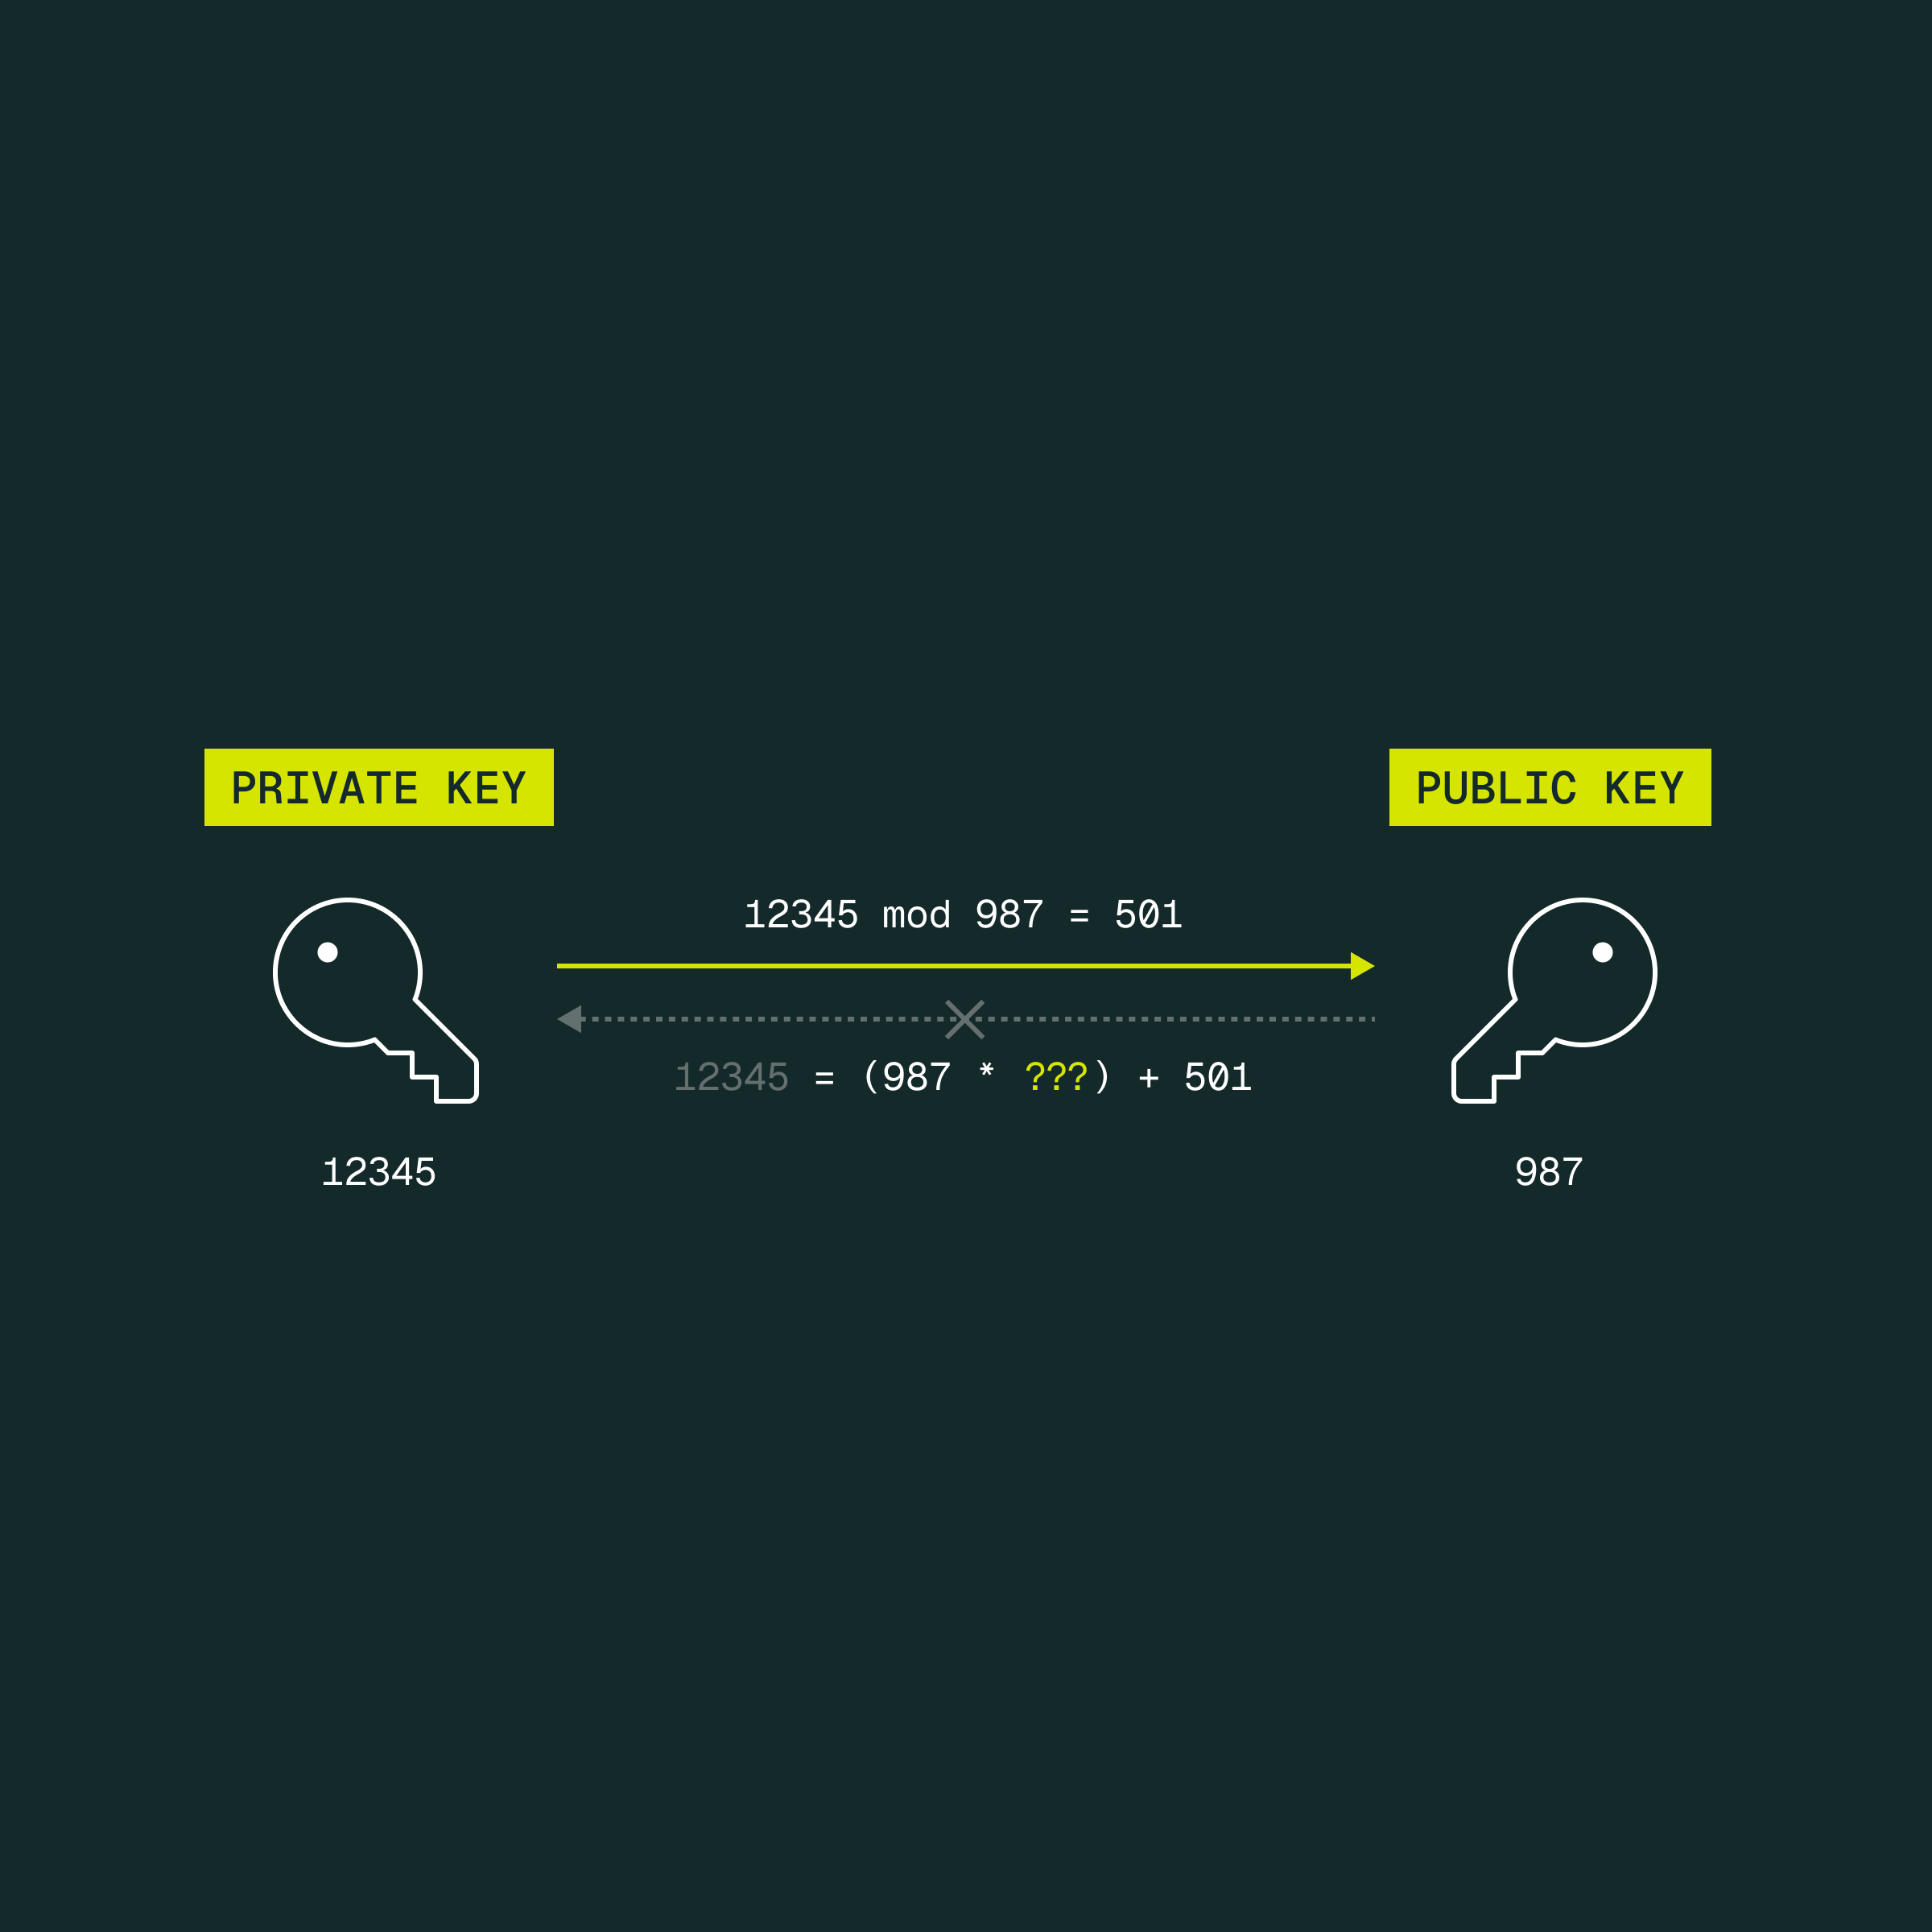 PRIVATE KEY
PUBLIC KEY
12345 mod 987 = 501
12345 = (987 * ???) + 501
12345
987